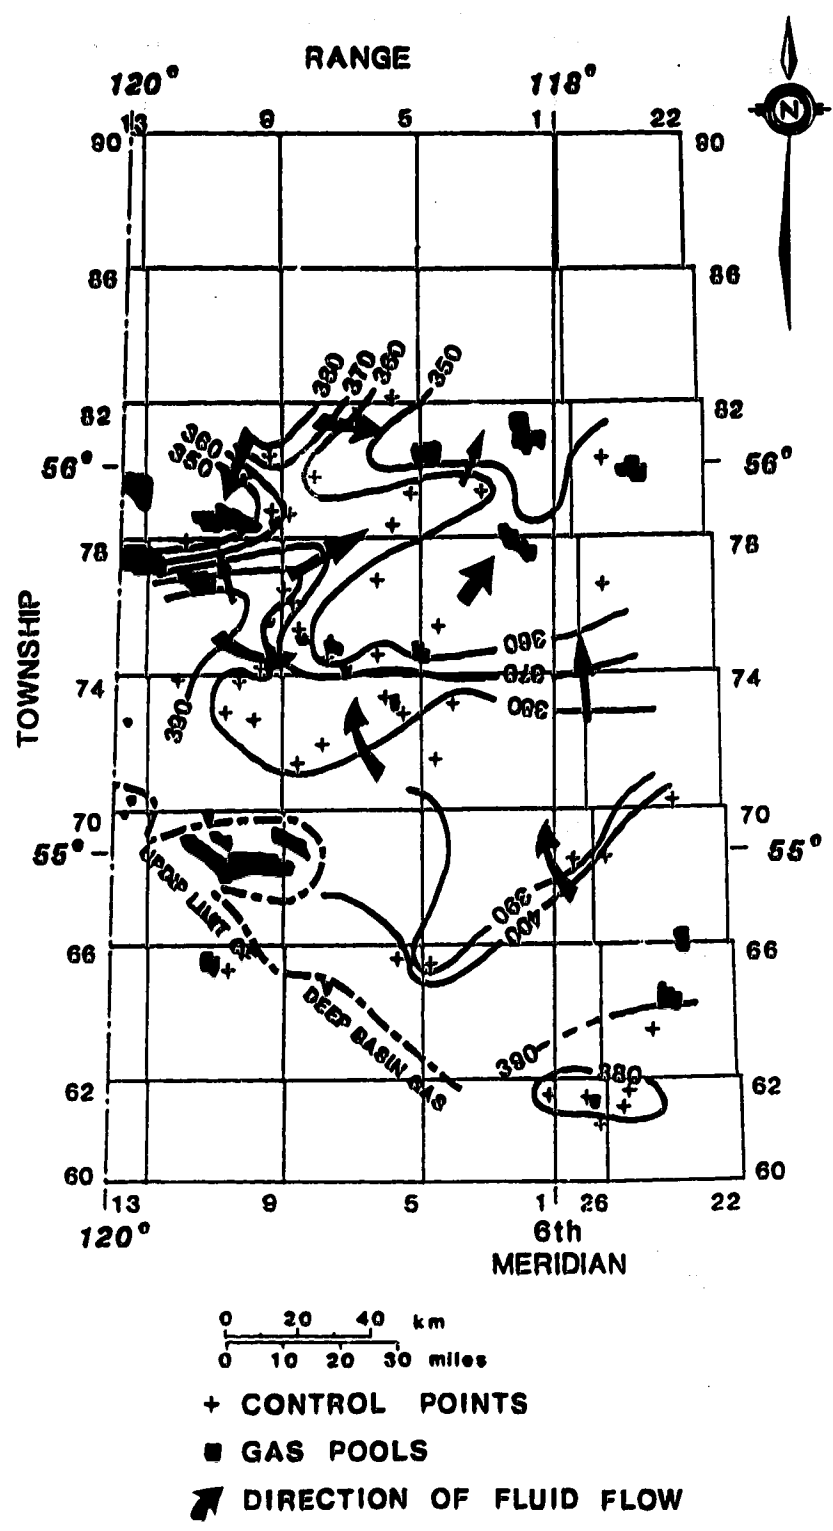 RANGE
120° 118°
13 9 5 1 22
N
90 90
86 86
380 370 360 350
82 82
360
350
56° 56°
78 78
TOWNSHIP
360
74 370 74
390 380
70 70
55° 55°
UPDIP LIMIT OF
390
400
66 66
DEEP BASIN GAS
390
380
62 62
60 60
13 9 5 1 26 22
120° 6th
MERIDIAN
0 20 40 km
0 10 20 30 miles
+ CONTROL POINTS
GAS POOLS
DIRECTION OF FLUID FLOW